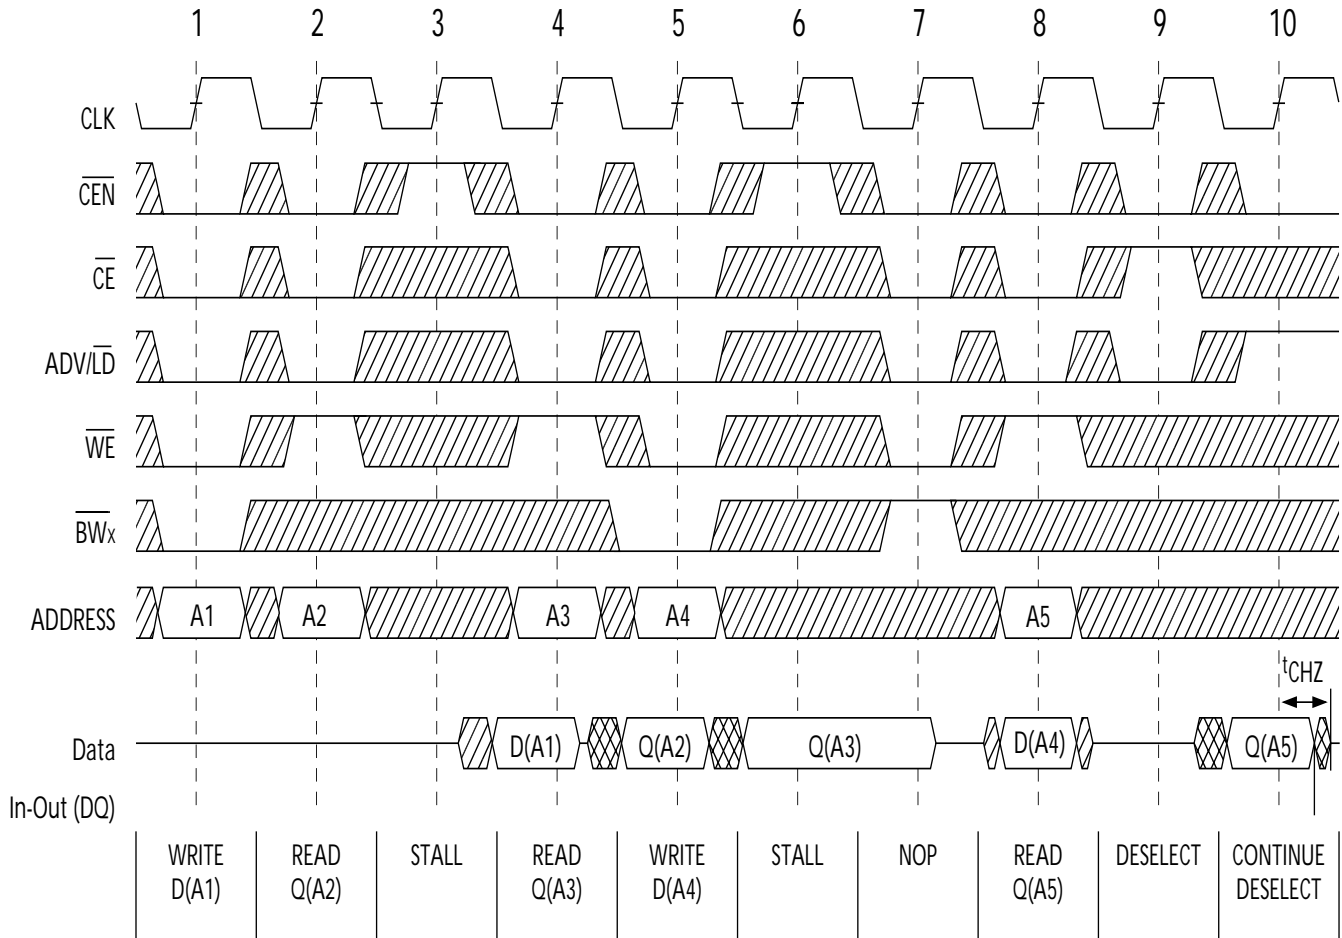 1 2 3 4 5 6 7 8 9 10
CLK
CEN
CE
ADV/LD
WE
BWx
ADDRESS A1 A2 A3 A4 A5
tCHZ
Data D(A1) Q(A2) Q(A3) D(A4) Q(A5)
In-Out (DQ)
WRITE READ STALL READ WRITE STALL NOP READ DESELECT CONTINUE
D(A1) Q(A2) Q(A3) D(A4) Q(A5) DESELECT